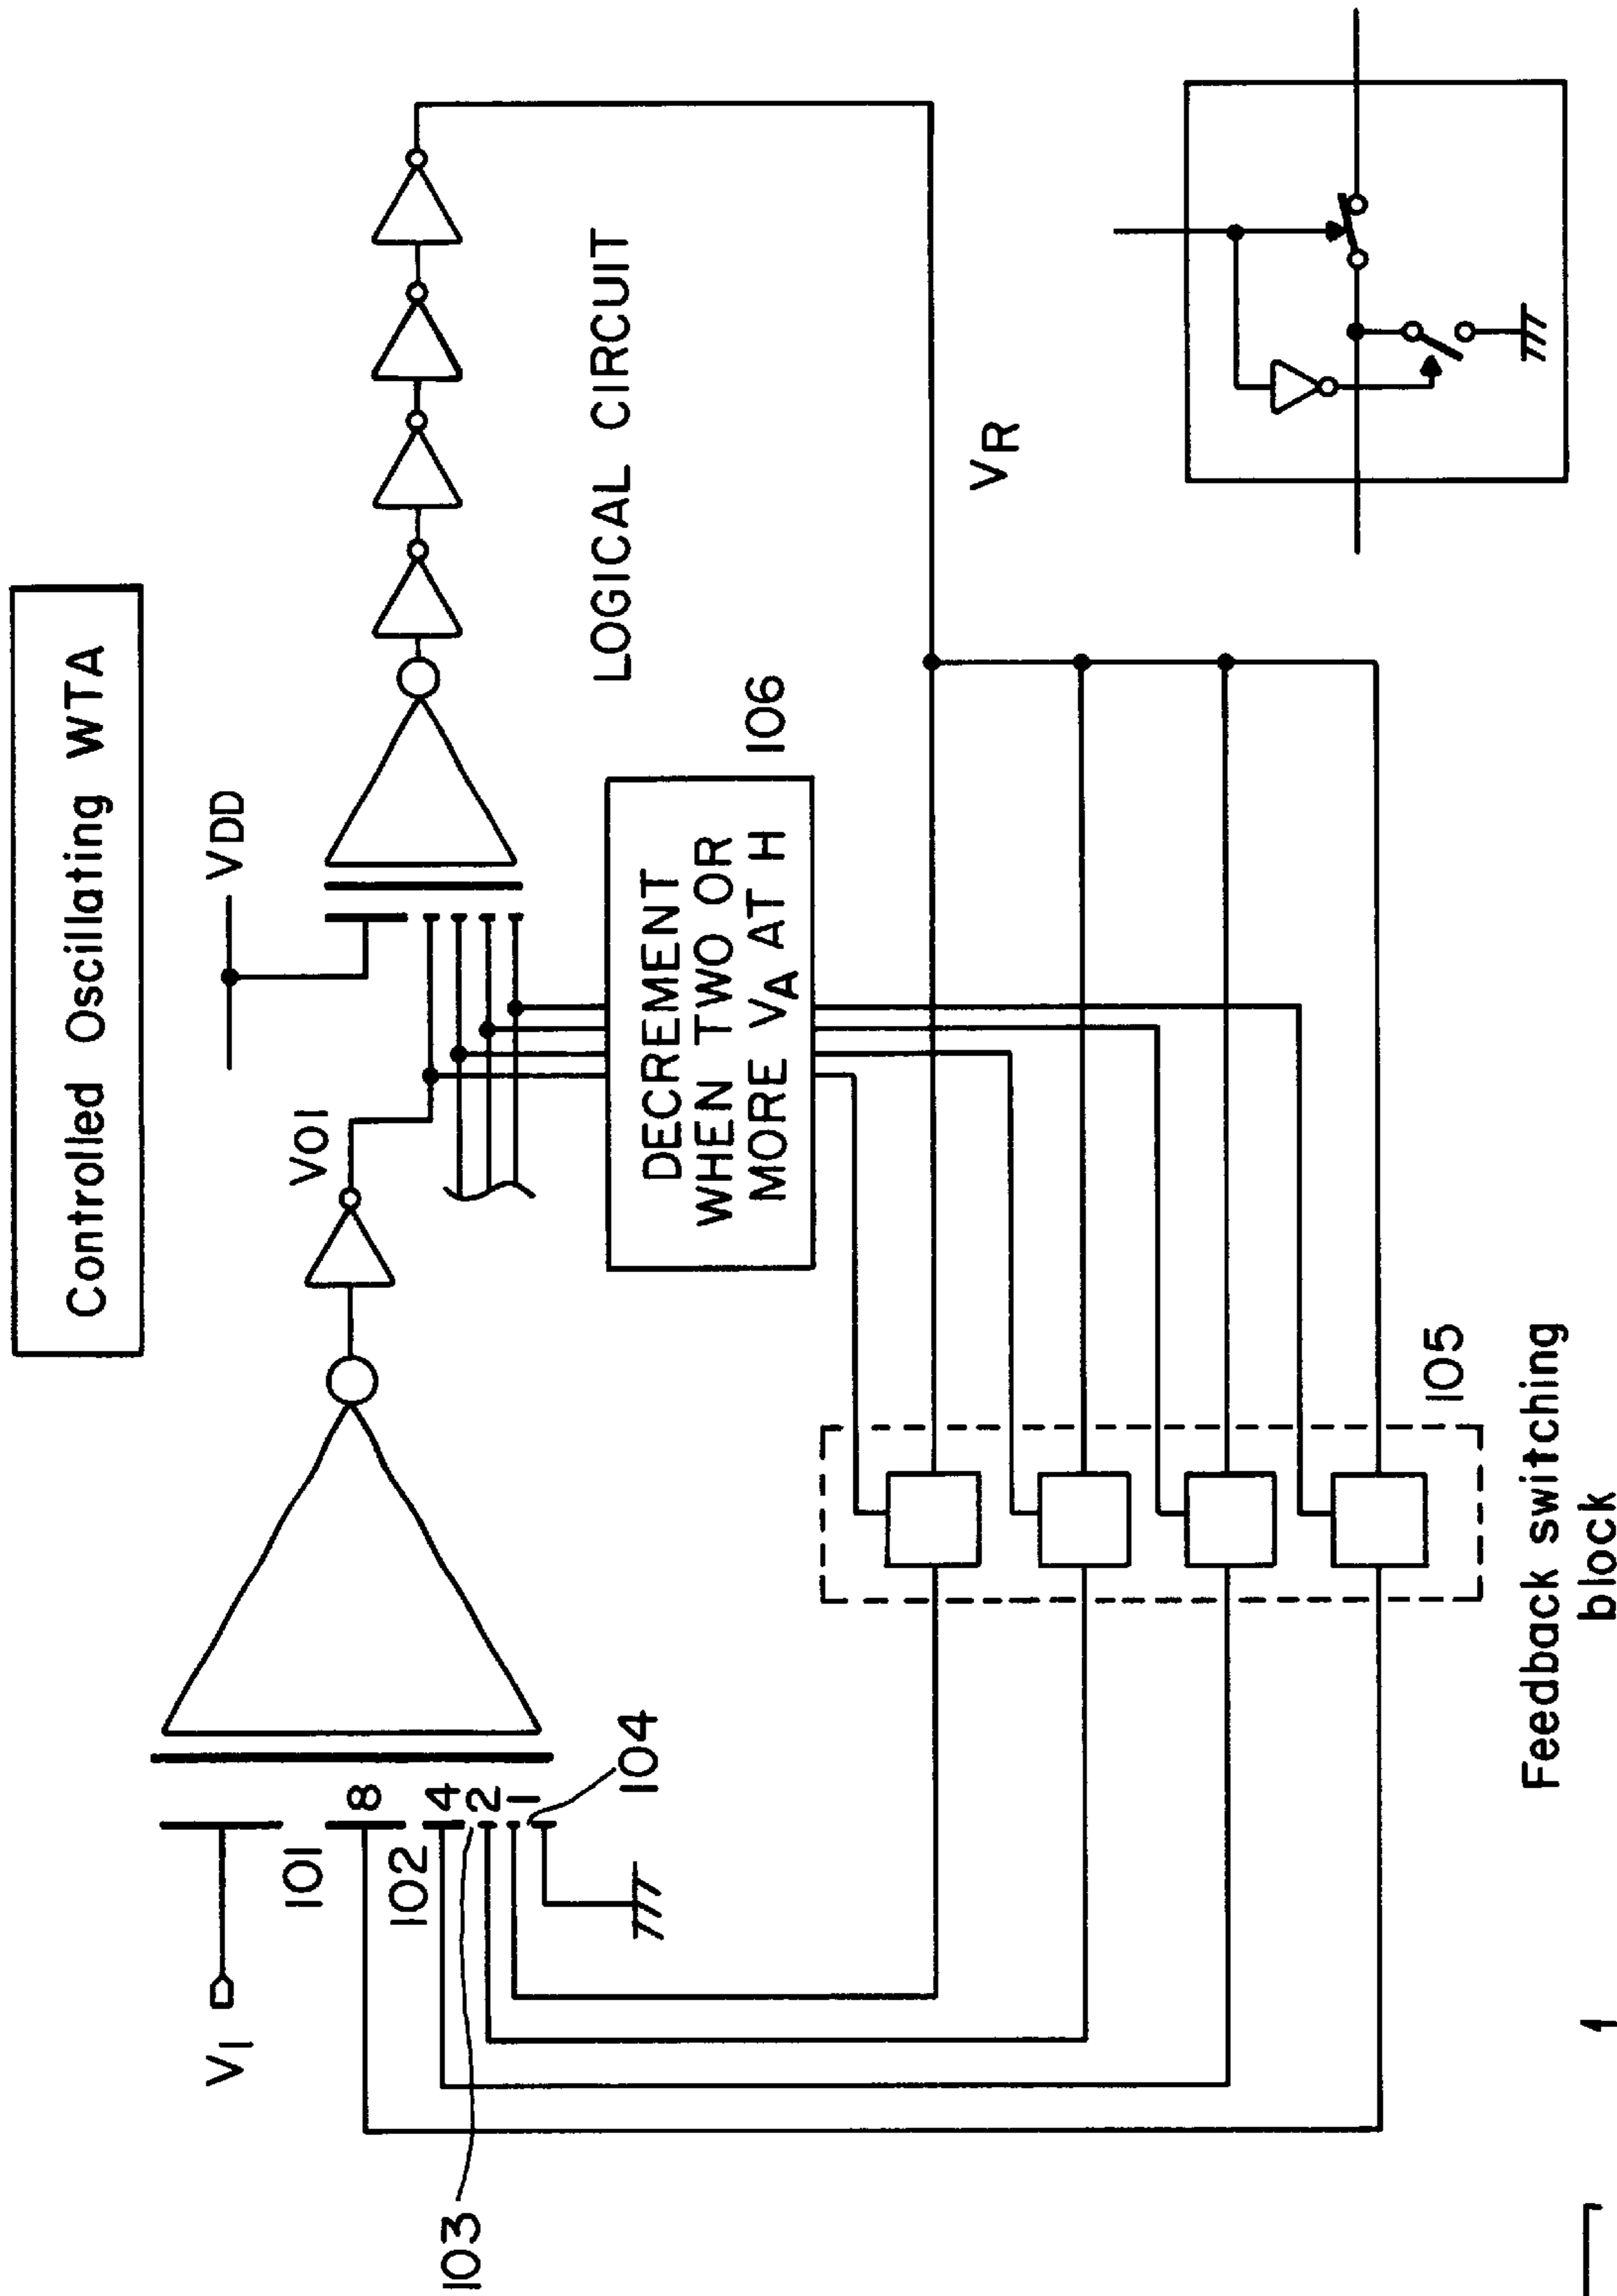 Controlled Oscillating WTA
VDD
VI
VO1
101
8
102
4
2
1
103
104
LOGICAL CIRCUIT
106
DECREMENT
WHEN TWO OR
MORE VA AT H
VR
105
Feedback switching
block